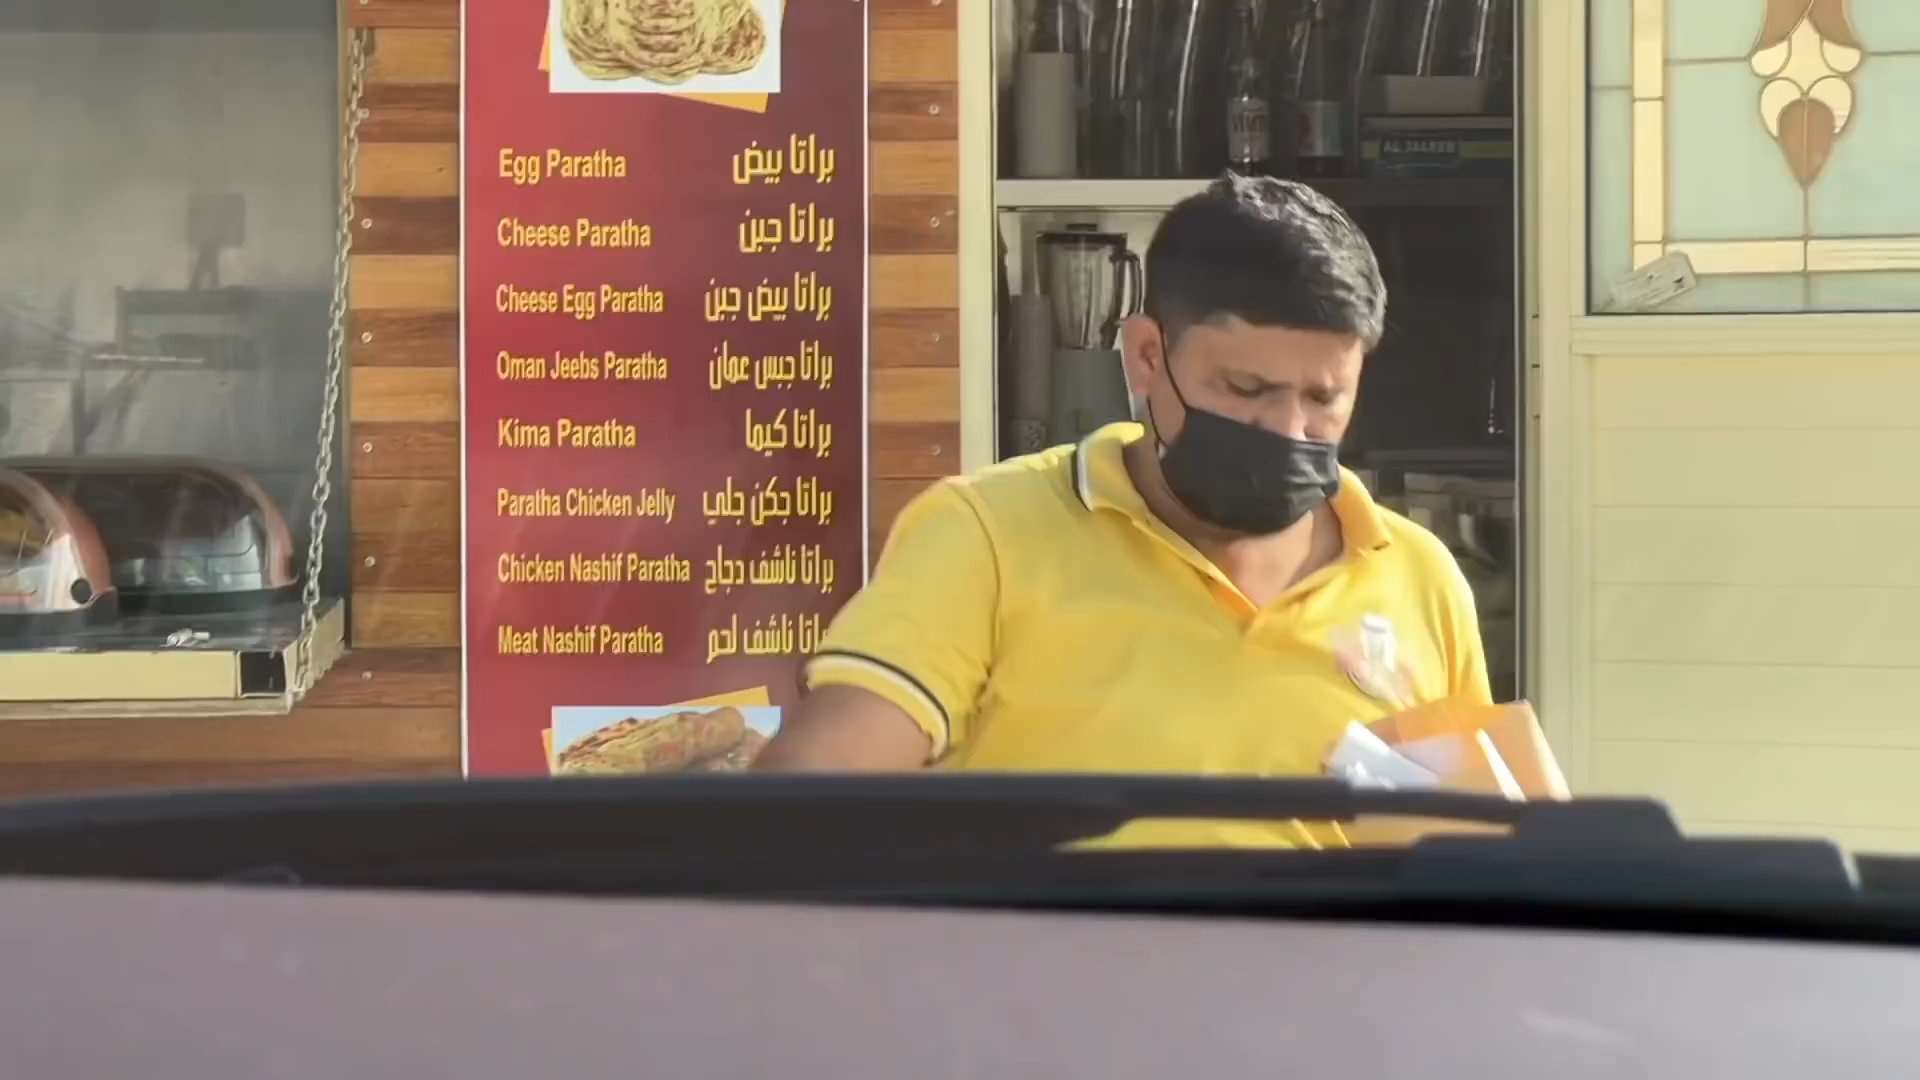 Egg Paratha براتا بيض
Cheese Paratha براتا جبن
Cheese Egg Paratha براتا بيض جبن
Oman Jeebs Paratha براتا جبس عمان
Kima Paratha براتا كيما
Paratha Chicken Jelly براتا جكن جلي
Chicken Nashif Paratha براتا ناشف دجاج
Meat Nashif Paratha براتا ناشف لحم
VIMTO